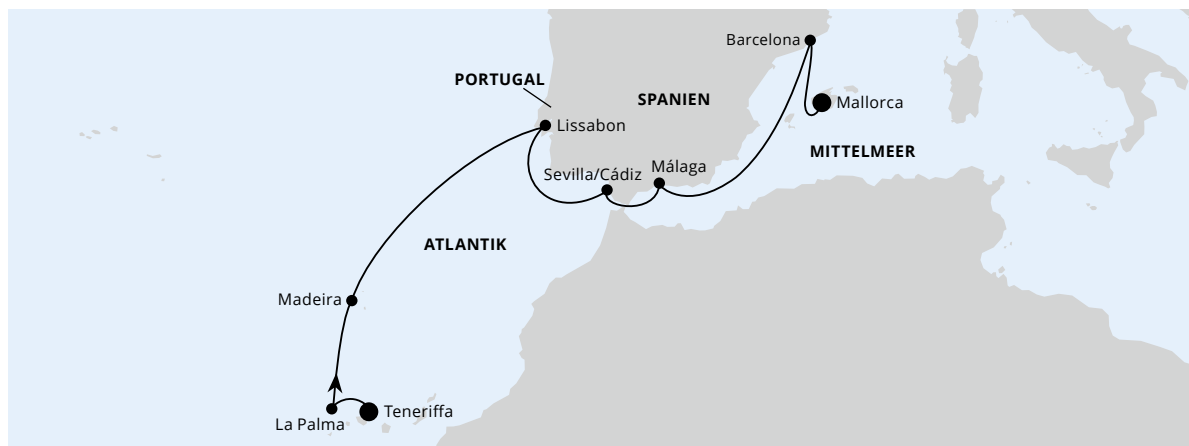 Barcelona
PORTUGAL
SPANIEN
Mallorca
Lissabon
MITTELMEER
Málaga
Sevilla/Cádiz
ATLANTIK
Madeira
Teneriffa
La Palma